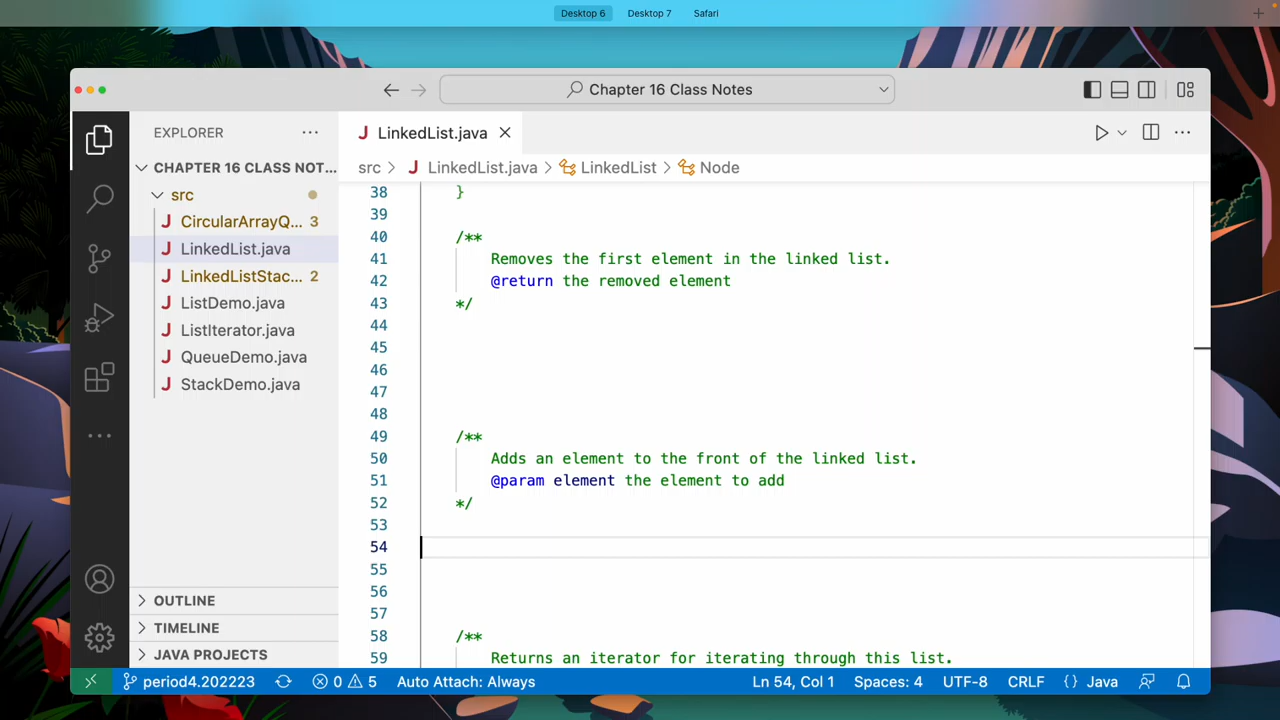 Desktop 6 Desktop 7 Safari
Chapter 16 Class Notes
EXPLORER
LinkedList.java
CHAPTER 16 CLASS NOT...
src > LinkedList.java > LinkedList > Node
src
CircularArrayQ... 3
LinkedList.java
LinkedListStac... 2
ListDemo.java
ListIterator.java
QueueDemo.java
StackDemo.java
OUTLINE
TIMELINE
JAVA PROJECTS
38 }
39
40 /**
41 Removes the first element in the linked list.
42 @return the removed element
43 */
44
45
46
47
48
49 /**
50 Adds an element to the front of the linked list.
51 @param element the element to add
52 */
53
54
55
56
57
58 /**
59 Returns an iterator for iterating through this list.
period4.202223 0 5 Auto Attach: Always Ln 54, Col 1 Spaces: 4 UTF-8 CRLF {} Java